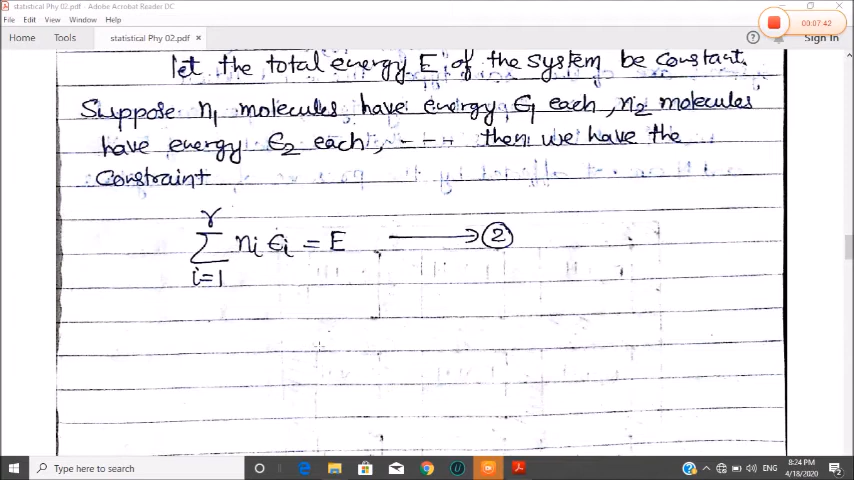 statistical Phy 02.pdf - Adobe Acrobat Reader DC
File Edit View Window Help
00:07:42
Home Tools statistical Phy 02.pdf × Sign In
let the total energy E of the system be constant.
Suppose n1 molecules have energy ϵ1 each, n2 molecules
have energy ϵ2 each, - - - then we have the
Constraint
r
∑ ni ϵi = E ⟶ ②
i=1
Type here to search
ENG
8:24 PM
4/18/2020
2